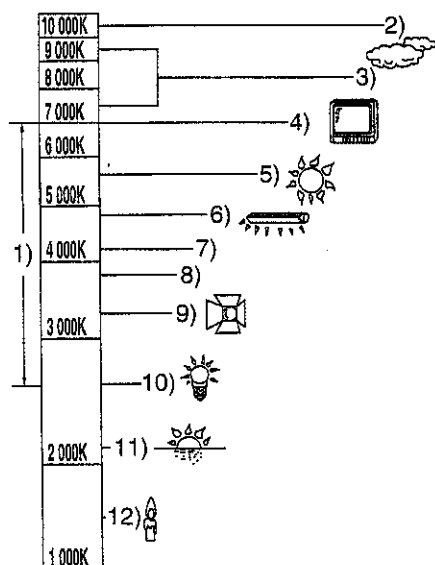 10 000K
2)
9 000K
8 000K
3)
7 000K
4)
6 000K
5)
5 000K
6)
1)
4 000K
7)
8)
9)
3 000K
10)
11)
2 000K
12)
1 000K